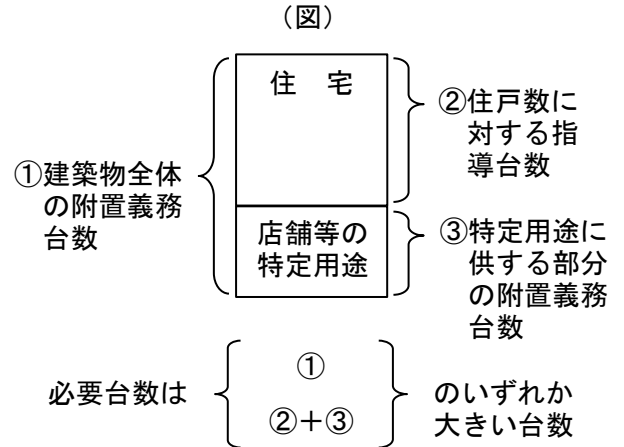 （図）
住　宅
②住戸数に
対する指
導台数
①建築物全体
の附置義務
台数
店舗等の
特定用途
③特定用途に
供する部分
の附置義務
台数
必要台数は
①
②＋③
のいずれか
大きい台数